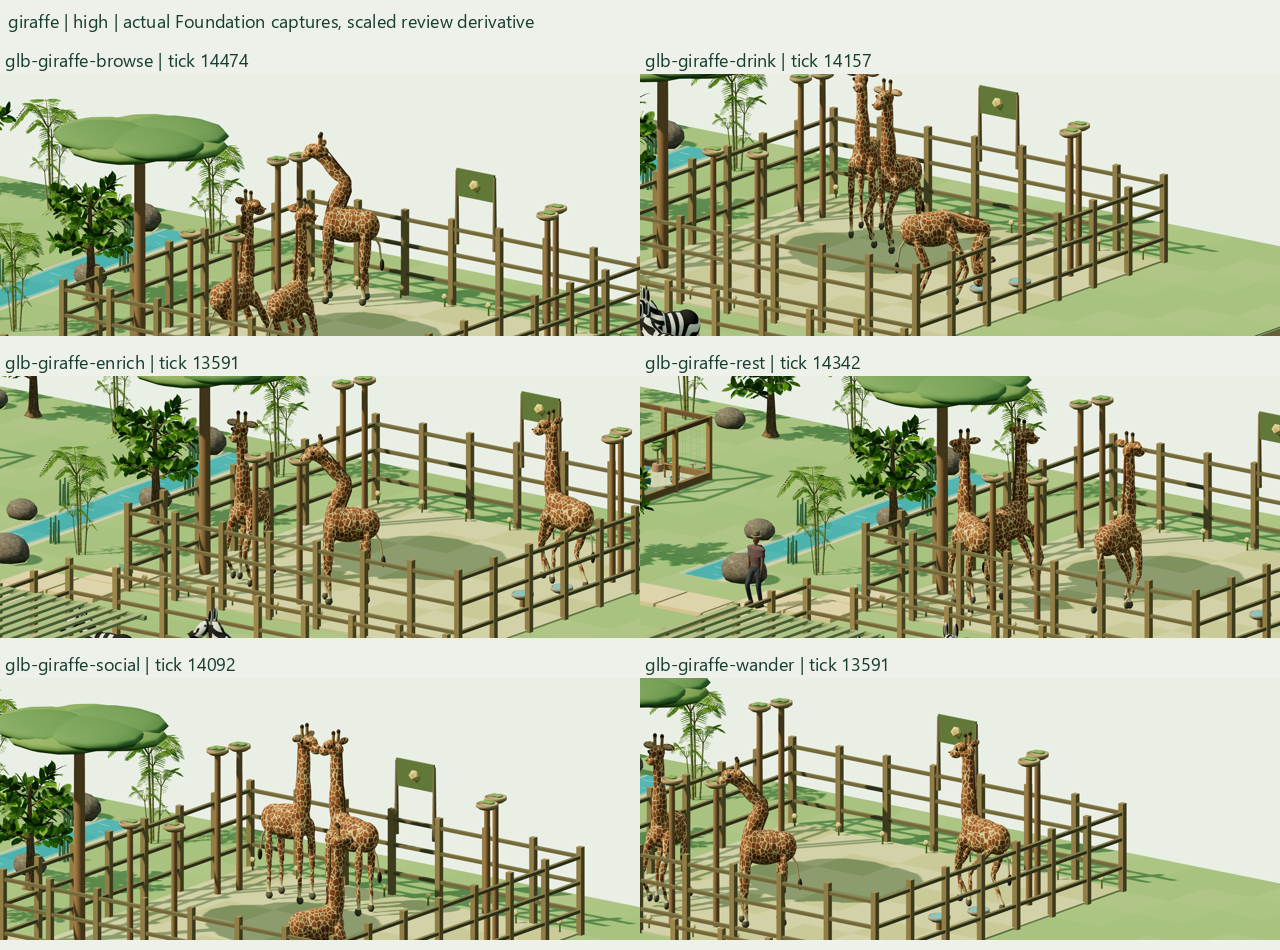 giraffe | high | actual Foundation captures, scaled review derivative
glb-giraffe-browse | tick 14474
glb-giraffe-drink | tick 14157
glb-giraffe-enrich | tick 13591
glb-giraffe-rest | tick 14342
glb-giraffe-social | tick 14092
glb-giraffe-wander | tick 13591